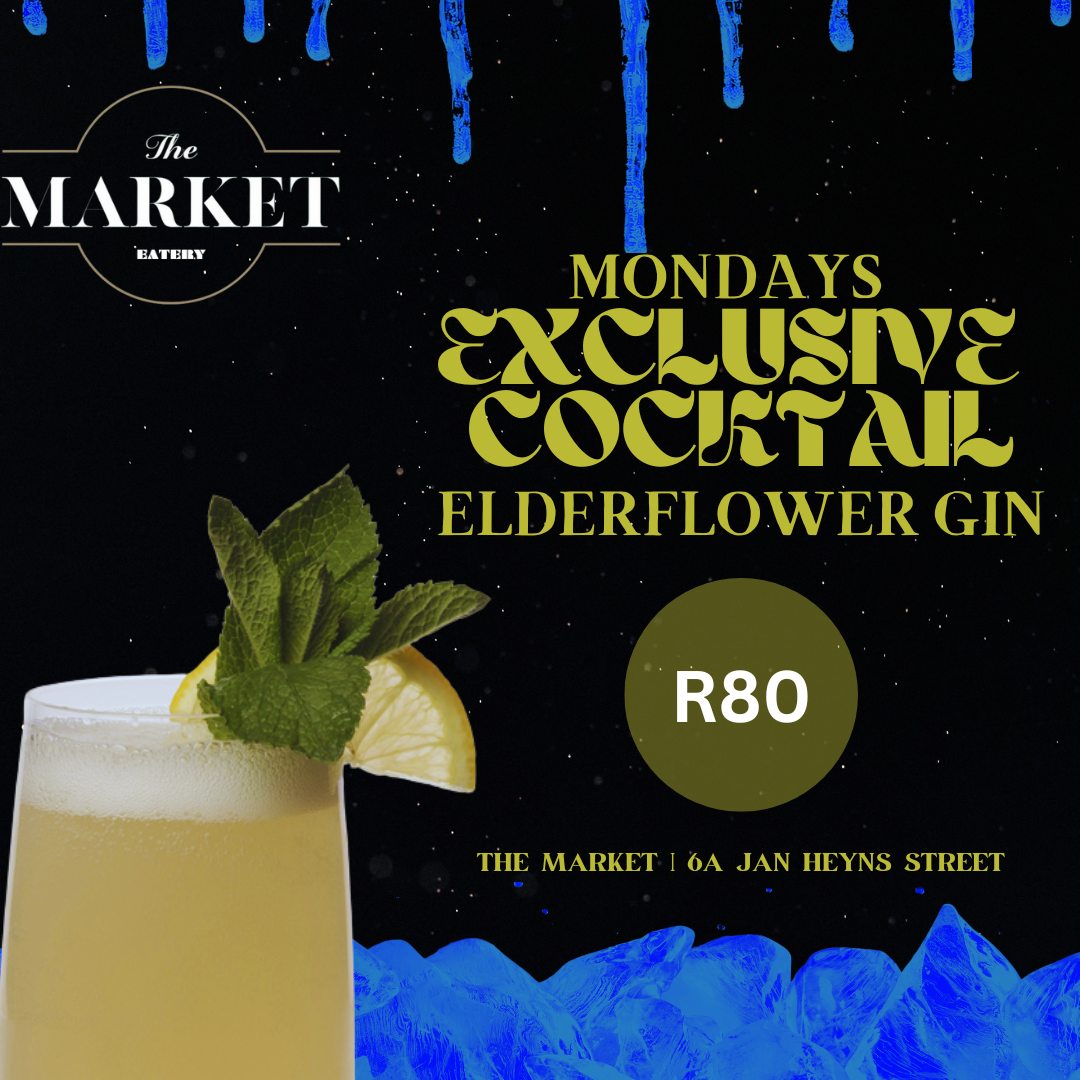 The
MARKET
EATERY
MONDAYS
EXCLUSIVE
COCKTAIL
ELDERFLOWER GIN
R80
THE MARKET | 6A JAN HEYNS STREET